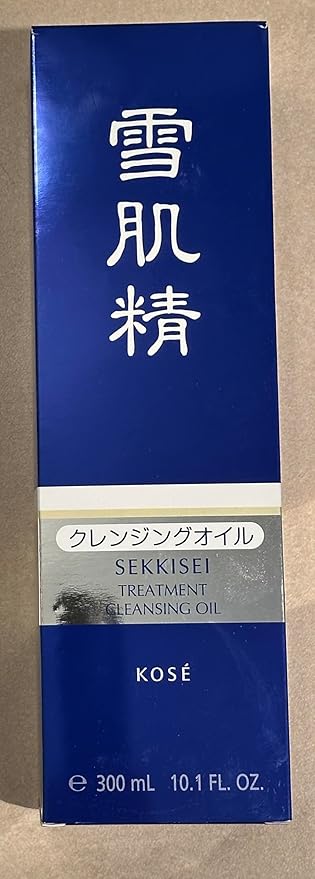 雪肌精
クレンジングオイル
SEKKISEI
TREATMENT
CLEANSING OIL
KOSÉ
℮ 300 mL 10.1 FL. OZ.